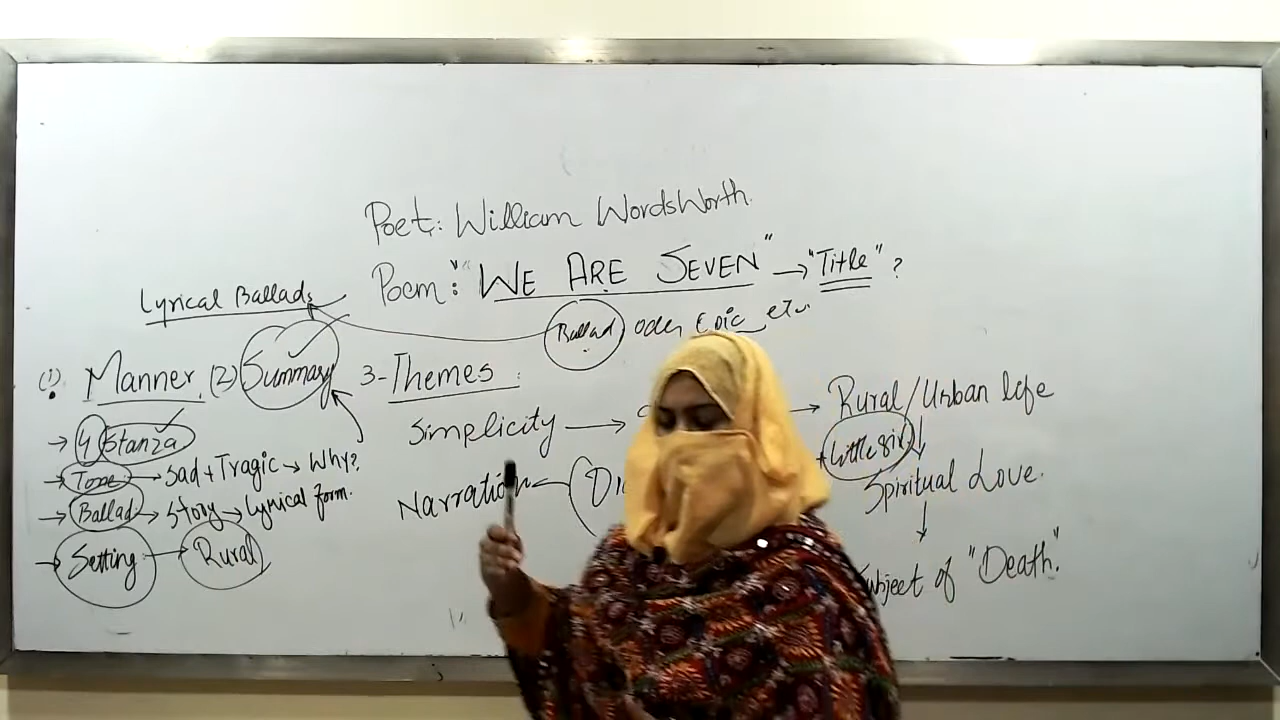 Poet: William WordsWorth.
Poem: "WE ARE SEVEN" → "Title" ?
Lyrical Ballads
Ballad odes Epic etc.
(1) Manner (2) Summary 3-Themes:
→ 4 Stanza
→ Tone → Sad + Tragic → Why?
→ Ballad → Story → Lyrical form.
→ Setting → Rural
Simplicity → → Rural/Urban life
Little girl
Narration
Spiritual Love.
Subject of "Death."